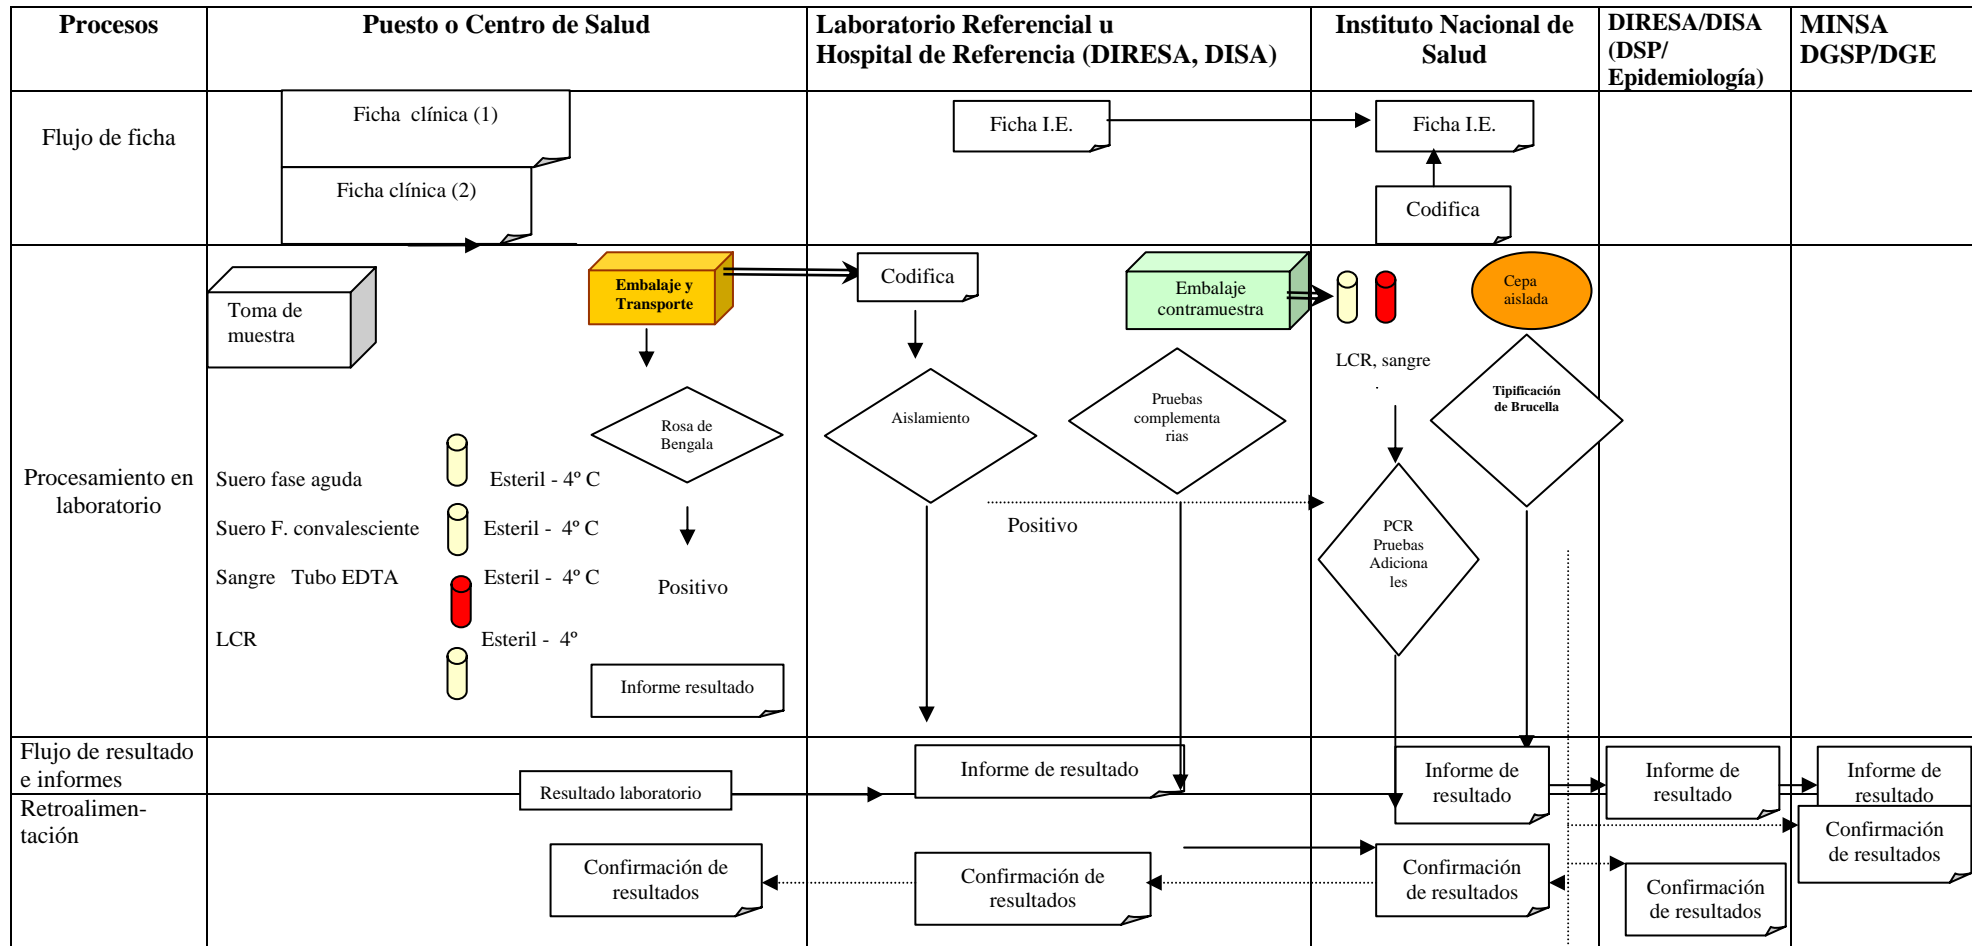 Procesos
Puesto o Centro de Salud
Laboratorio Referencial u
Hospital de Referencia (DIRESA, DISA)
Instituto Nacional de
Salud
DIRESA/DISA
(DSP/
Epidemiología)
MINSA
DGSP/DGE
Flujo de ficha
Ficha clínica (1)
Ficha clínica (2)
Ficha I.E.
Ficha I.E.
Codifica
Procesamiento en
laboratorio
Toma de
muestra
Embalaje y
Transporte
Rosa de
Bengala
Suero fase aguda
Esteril - 4º C
Suero F. convalesciente
Esteril - 4º C
Sangre Tubo EDTA
Esteril - 4º C
LCR
Esteril - 4º
Positivo
Informe resultado
Codifica
Aislamiento
Embalaje
contramuestra
Pruebas
complementa
rias
Positivo
LCR, sangre
.
PCR
Pruebas
Adiciona
les
Cepa
aislada
Tipificación
de Brucella
Flujo de resultado
e informes
Resultado laboratorio
Informe de resultado
Informe de
resultado
Informe de
resultado
Informe de
resultado
Retroalimen-
tación
Confirmación de
resultados
Confirmación de
resultados
Confirmación
de resultados
Confirmación
de resultados
Confirmación
de resultados